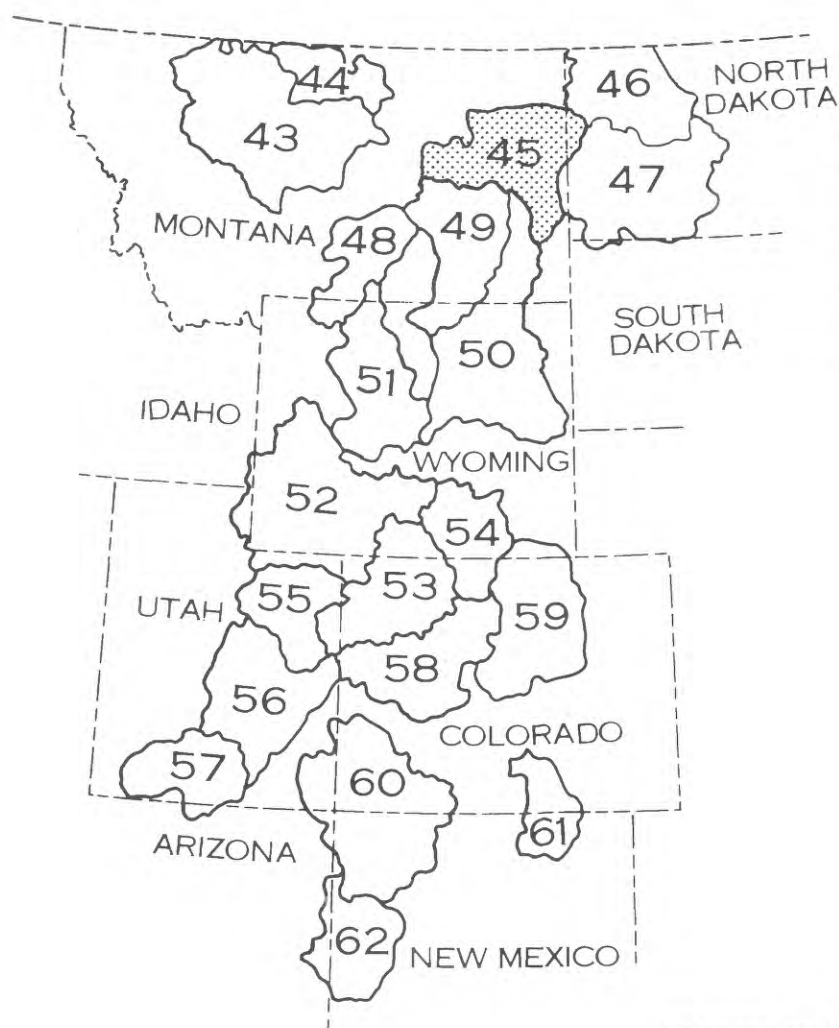 44
46
NORTH
DAKOTA
43
45
47
MONTANA
48
49
SOUTH
DAKOTA
50
51
IDAHO
WYOMING
52
54
53
55
59
UTAH
58
56
COLORADO
57
60
61
ARIZONA
62
NEW MEXICO